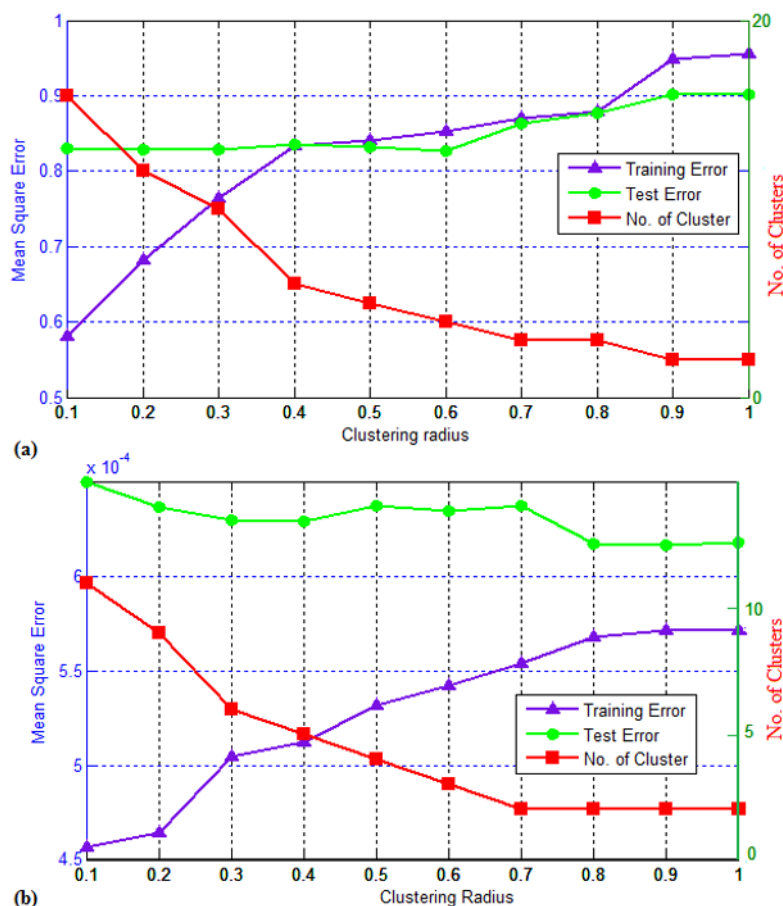 1
0.9
0.8
0.7
0.6
0.5
Mean Square Error
20
0
No. of Clusters
Training Error
Test Error
No. of Cluster
0.1 0.2 0.3 0.4 0.5 0.6 0.7 0.8 0.9 1
Clustering radius
(a)
x 10-4
6
5.5
5
4.5
Mean Square Error
10
5
0
No. of Clusters
Training Error
Test Error
No. of Cluster
0.1 0.2 0.3 0.4 0.5 0.6 0.7 0.8 0.9 1
Clustering Radius
(b)